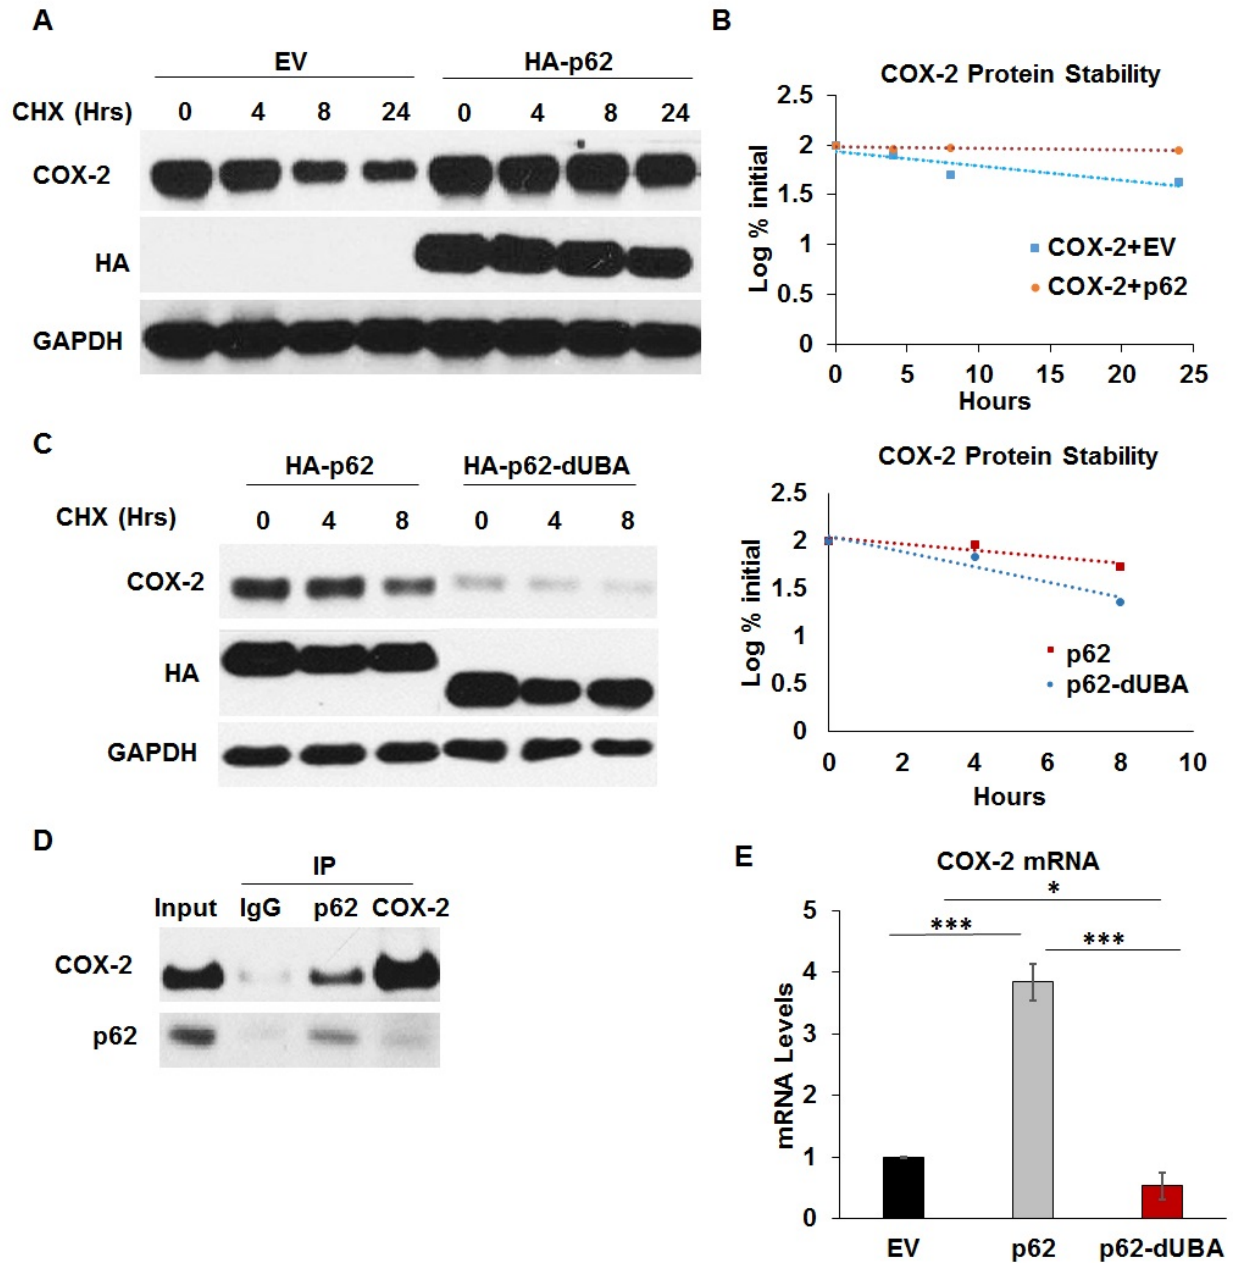 A
EV
HA-p62
CHX (Hrs)
0 4 8 24 0 4 8 24
COX-2
HA
GAPDH
B
COX-2 Protein Stability
2.5
2
1.5
1
0.5
0
Log % initial
COX-2+EV
COX-2+p62
0 5 10 15 20 25
Hours
C
HA-p62
HA-p62-dUBA
CHX (Hrs)
0 4 8 0 4 8
COX-2
HA
GAPDH
COX-2 Protein Stability
2.5
2
1.5
1
0.5
0
Log % initial
p62
p62-dUBA
0 2 4 6 8 10
Hours
D
IP
Input IgG p62 COX-2
COX-2
p62
E
COX-2 mRNA
*
***
***
5
4
3
2
1
0
mRNA Levels
EV p62 p62-dUBA